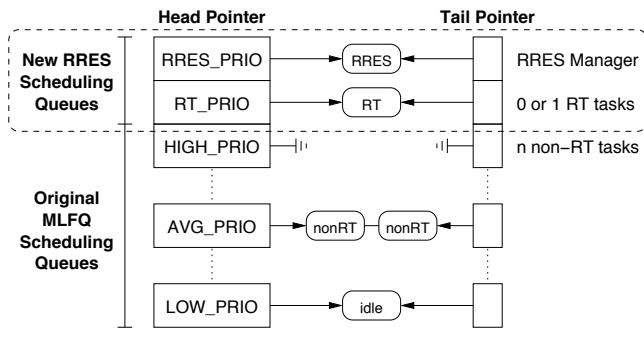 Head Pointer Tail Pointer
New RRES
Scheduling
Queues
RRES_PRIO RRES RRES Manager
RT_PRIO RT 0 or 1 RT tasks
HIGH_PRIO n non−RT tasks
Original
MLFQ
Scheduling
Queues
AVG_PRIO nonRT nonRT
LOW_PRIO idle